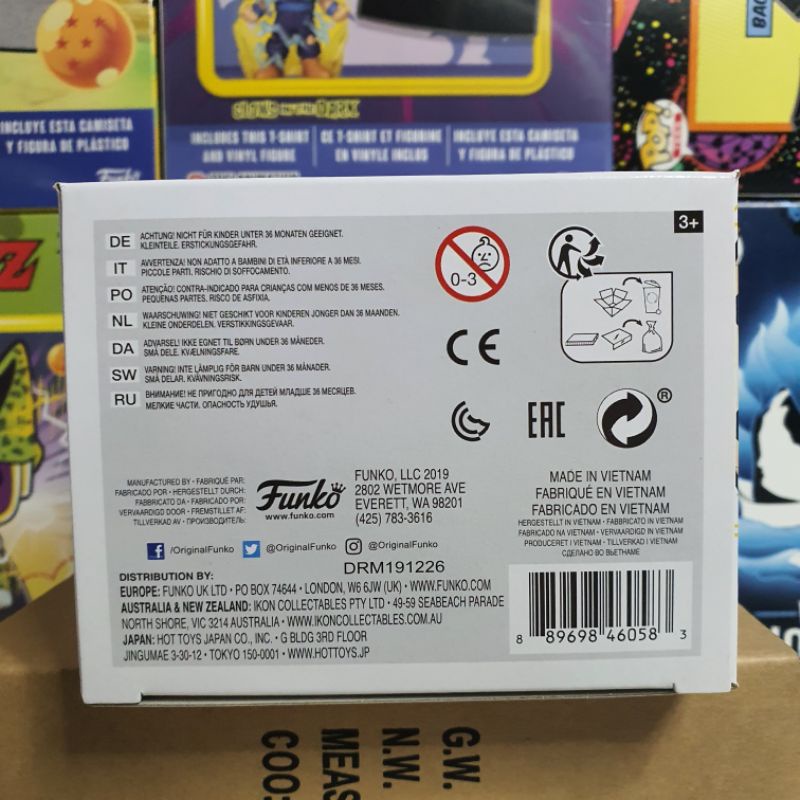 INCLUYE ESTA CAMISETA
Y FIGURA DE PLÁSTICO
Funko
GLOWS IN THE DARK
INCLUDES THIS T-SHIRT
AND VINYL FIGURE
CE T-SHIRT ET FIGURINE
EN VINYLE INCLUS
INCLUYE ESTA CAMISETA
Y FIGURA DE PLÁSTICO
POP!
TEES
Z
3+
DE ACHTUNG! NICHT FÜR KINDER UNTER 36 MONATEN GEEIGNET.
KLEINTEILE. ERSTICKUNGSGEFAHR.
IT AVVERTENZA! NON ADATTO A BAMBINI DI ETÀ INFERIORE A 36 MESI.
PICCOLE PARTI. RISCHIO DI SOFFOCAMENTO.
PO ATENÇÃO! CONTRA-INDICADO PARA CRIANÇAS COM MENOS DE 36 MESES.
PEQUENAS PARTES. RISCO DE ASFIXIA.
NL WAARSCHUWING! NIET GESCHIKT VOOR KINDEREN JONGER DAN 36 MAANDEN.
KLEINE ONDERDELEN. VERSTIKKINGSGEVAAR.
DA ADVARSEL! IKKE EGNET TIL BØRN UNDER 36 MÅNEDER.
SMÅ DELE. KVÆLNINGSFARE.
SW VARNING! INTE LÄMPLIG FÖR BARN UNDER 36 MÅNADER.
SMÅ DELAR. KVÄVNINGSRISK.
RU ВНИМАНИЕ! НЕ ПРИГОДНО ДЛЯ ДЕТЕЙ МЛАДШЕ 36 МЕСЯЦЕВ.
МЕЛКИЕ ЧАСТИ. ОПАСНОСТЬ УДУШЬЯ.
0-3
CE
EAC
®
MANUFACTURED BY • FABRIQUÉ PAR:
FABRICADO POR • HERGESTELLT DURCH:
FABBRICATO DA • FABRICADO POR:
VERVAARDIGD DOOR • FREMSTILLET AF:
TILLVERKAD AV • ПРОИЗВОДИТЕЛЬ:
Funko
www.funko.com
FUNKO, LLC 2019
2802 WETMORE AVE
EVERETT, WA 98201
(425) 783-3616
MADE IN VIETNAM
FABRIQUÉ EN VIETNAM
FABRICADO EN VIETNAM
HERGESTELLT IN VIETNAM • FABBRICATO IN VIETNAM
FABRICADO NA VIETNAM • VERVAARDIGD IN VIETNAM
PRODUCERET I VIETNAM • TILLVERKAD I VIETNAM
СДЕЛАНО ВО ВЬЕТНАМЕ
/OriginalFunko @OriginalFunko @OriginalFunko
DRM191226
DISTRIBUTION BY:
EUROPE: FUNKO UK LTD • PO BOX 74644 • LONDON, W6 6JW (UK) • WWW.FUNKO.COM
AUSTRALIA & NEW ZEALAND: IKON COLLECTABLES PTY LTD • 49-59 SEABEACH PARADE
NORTH SHORE, VIC 3214 AUSTRALIA • WWW.IKONCOLLECTABLES.COM.AU
JAPAN: HOT TOYS JAPAN CO., INC. • G BLDG 3RD FLOOR
JINGUMAE 3-30-12 • TOKYO 150-0001 • WWW.HOTTOYS.JP
8 89698 46058 3
G.W.
N.W.
MEAS